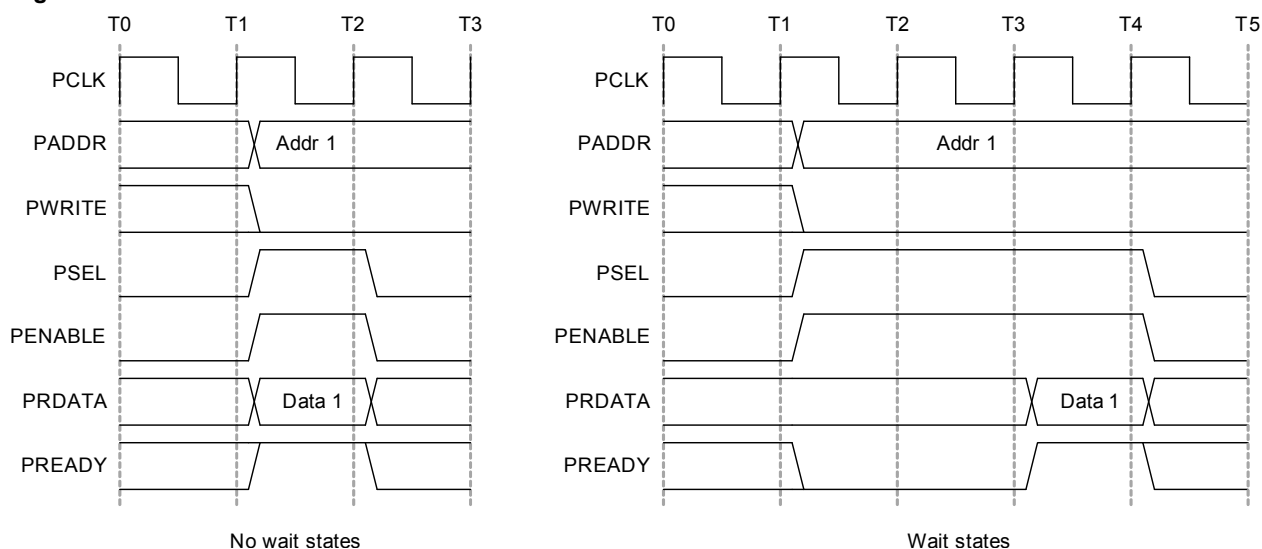 T0 T1 T2 T3 T0 T1 T2 T3 T4 T5
PCLK PCLK
PADDR Addr 1 PADDR Addr 1
PWRITE PWRITE
PSEL PSEL
PENABLE PENABLE
PRDATA Data 1 PRDATA Data 1
PREADY PREADY
No wait states Wait states